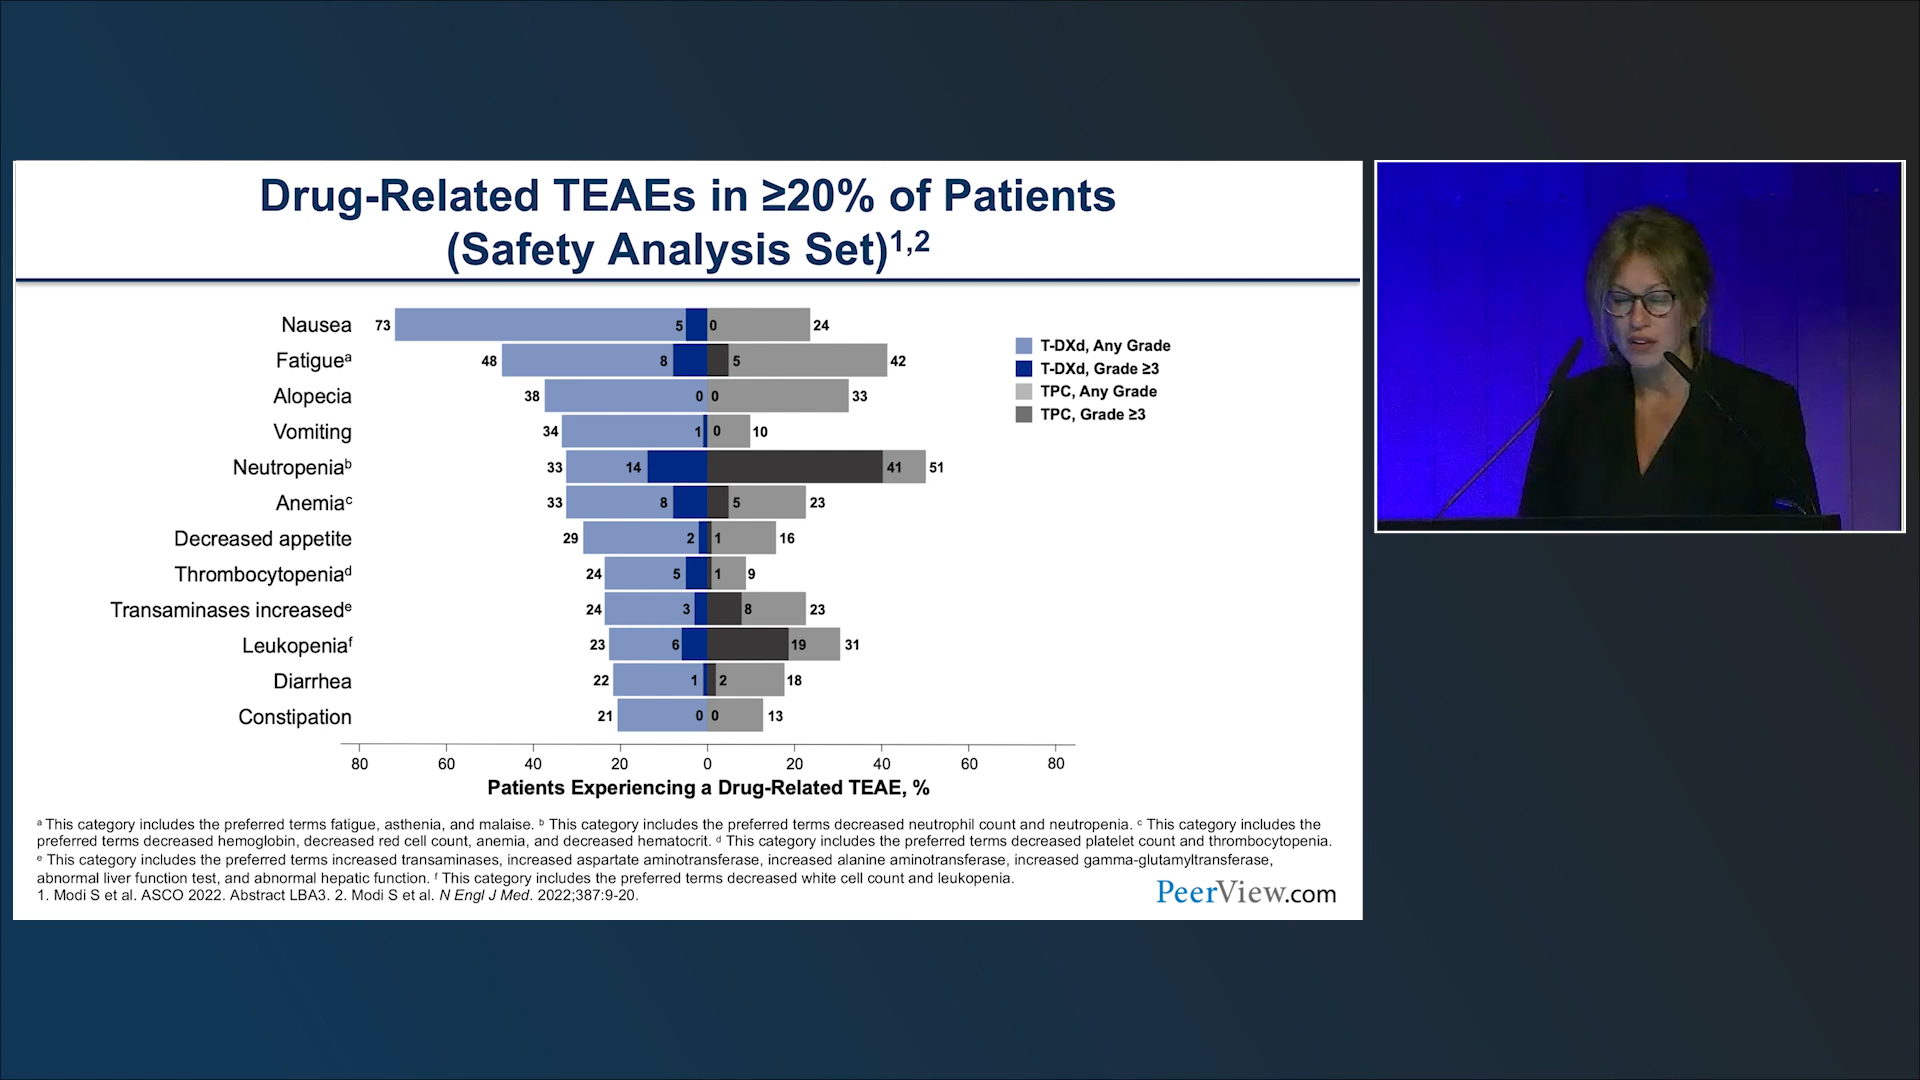 Drug-Related TEAEs in ≥20% of Patients
(Safety Analysis Set)1,2
Nausea 73 5 0 24
Fatigueᵃ 48 8 5 42
Alopecia 38 0 0 33
Vomiting 34 1 0 10
Neutropeniaᵇ 33 14 41 51
Anemiaᶜ 33 8 5 23
Decreased appetite 29 2 1 16
Thrombocytopeniaᵈ 24 5 1 9
Transaminases increasedᵉ 24 3 8 23
Leukopeniaᶠ 23 6 19 31
Diarrhea 22 1 2 18
Constipation 21 0 0 13
T-DXd, Any Grade
T-DXd, Grade ≥3
TPC, Any Grade
TPC, Grade ≥3
80 60 40 20 0 20 40 60 80
Patients Experiencing a Drug-Related TEAE, %
ᵃ This category includes the preferred terms fatigue, asthenia, and malaise. ᵇ This category includes the preferred terms decreased neutrophil count and neutropenia. ᶜ This category includes the
preferred terms decreased hemoglobin, decreased red cell count, anemia, and decreased hematocrit. ᵈ This category includes the preferred terms decreased platelet count and thrombocytopenia.
ᵉ This category includes the preferred terms increased transaminases, increased aspartate aminotransferase, increased alanine aminotransferase, increased gamma-glutamyltransferase,
abnormal liver function test, and abnormal hepatic function. ᶠ This category includes the preferred terms decreased white cell count and leukopenia.
1. Modi S et al. ASCO 2022. Abstract LBA3. 2. Modi S et al. N Engl J Med. 2022;387:9-20.
PeerView.com